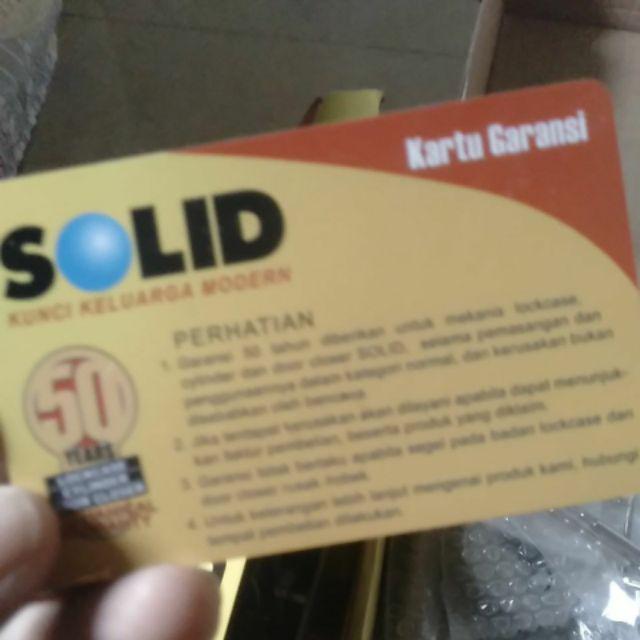 Kartu Garansi
SOLID
KUNCI KELUARGA MODERN
PERHATIAN
1. Garansi 50 tahun diberikan untuk mekanis lockcase,
cylinder dan door closer SOLID, selama pemasangan dan
penggunaannya dalam kategori normal, dan kerusakan bukan
disebabkan oleh bencana.
2. Jika terdapat kerusakan akan dilayani apabila dapat menunjuk-
kan faktur pembelian, beserta produk yang diklaim.
3. Garansi tidak berlaku apabila segel pada badan lockcase dan
door closer rusak /robek.
4. Untuk keterangan lebih lanjut mengenai produk kami, hubungi
tempat pembelian dilakukan.
50
YEARS